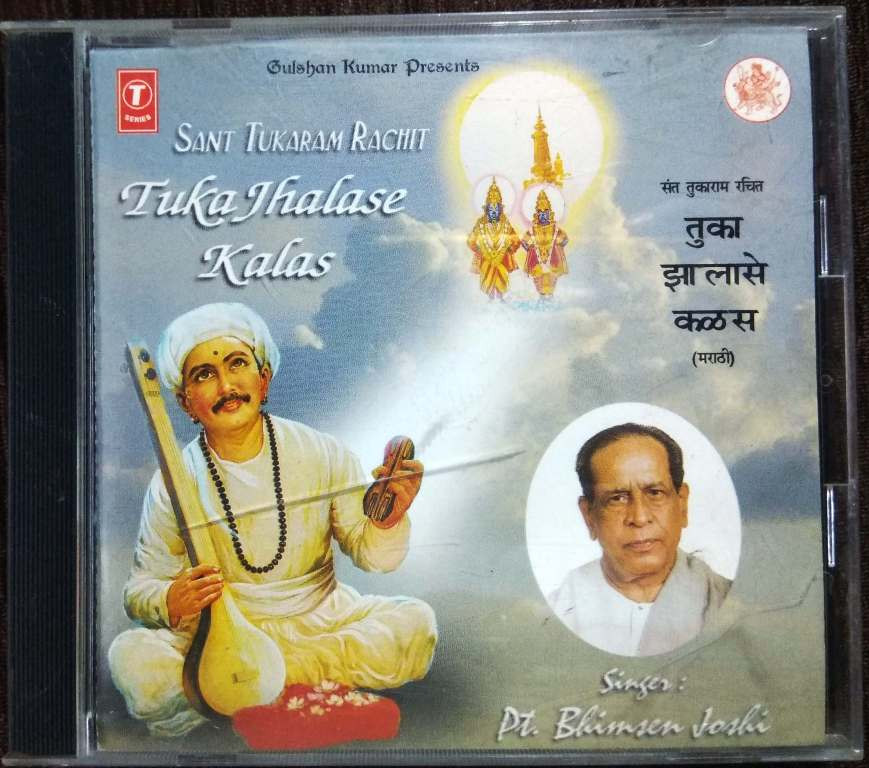 Gulshan Kumar Presents
T
SERIES
SANT TUKARAM RACHIT
Tuka Jhalase
Kalas
संत तुकाराम रचित
तुका
झालासे
कळस
(मराठी)
Singer :
Pt. Bhimsen Joshi